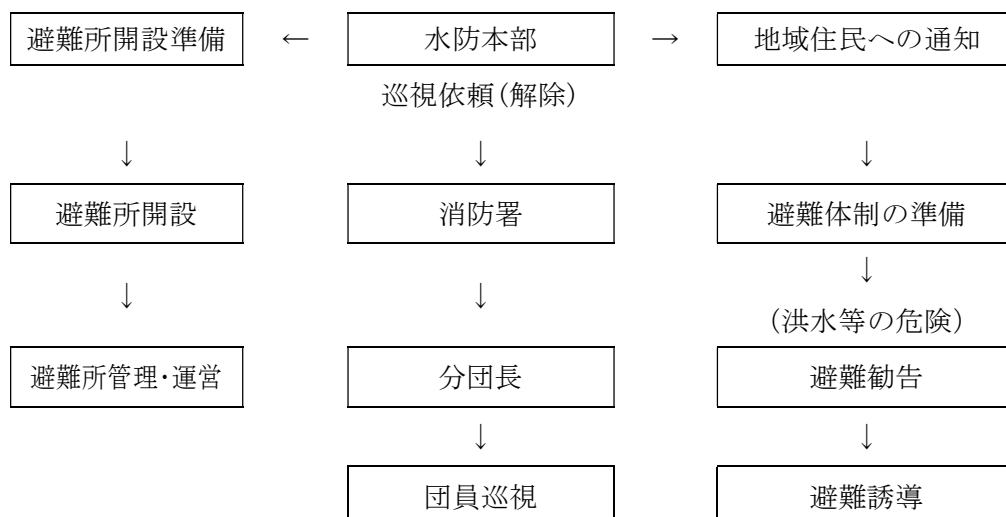 避難所開設準備 ← 水防本部 → 地域住民への通知
巡視依頼(解除)
↓ ↓ ↓
避難所開設 消防署 避難体制の準備
↓ ↓ ↓
(洪水等の危険)
避難所管理・運営 分団長 避難勧告
↓ ↓
団員巡視 避難誘導